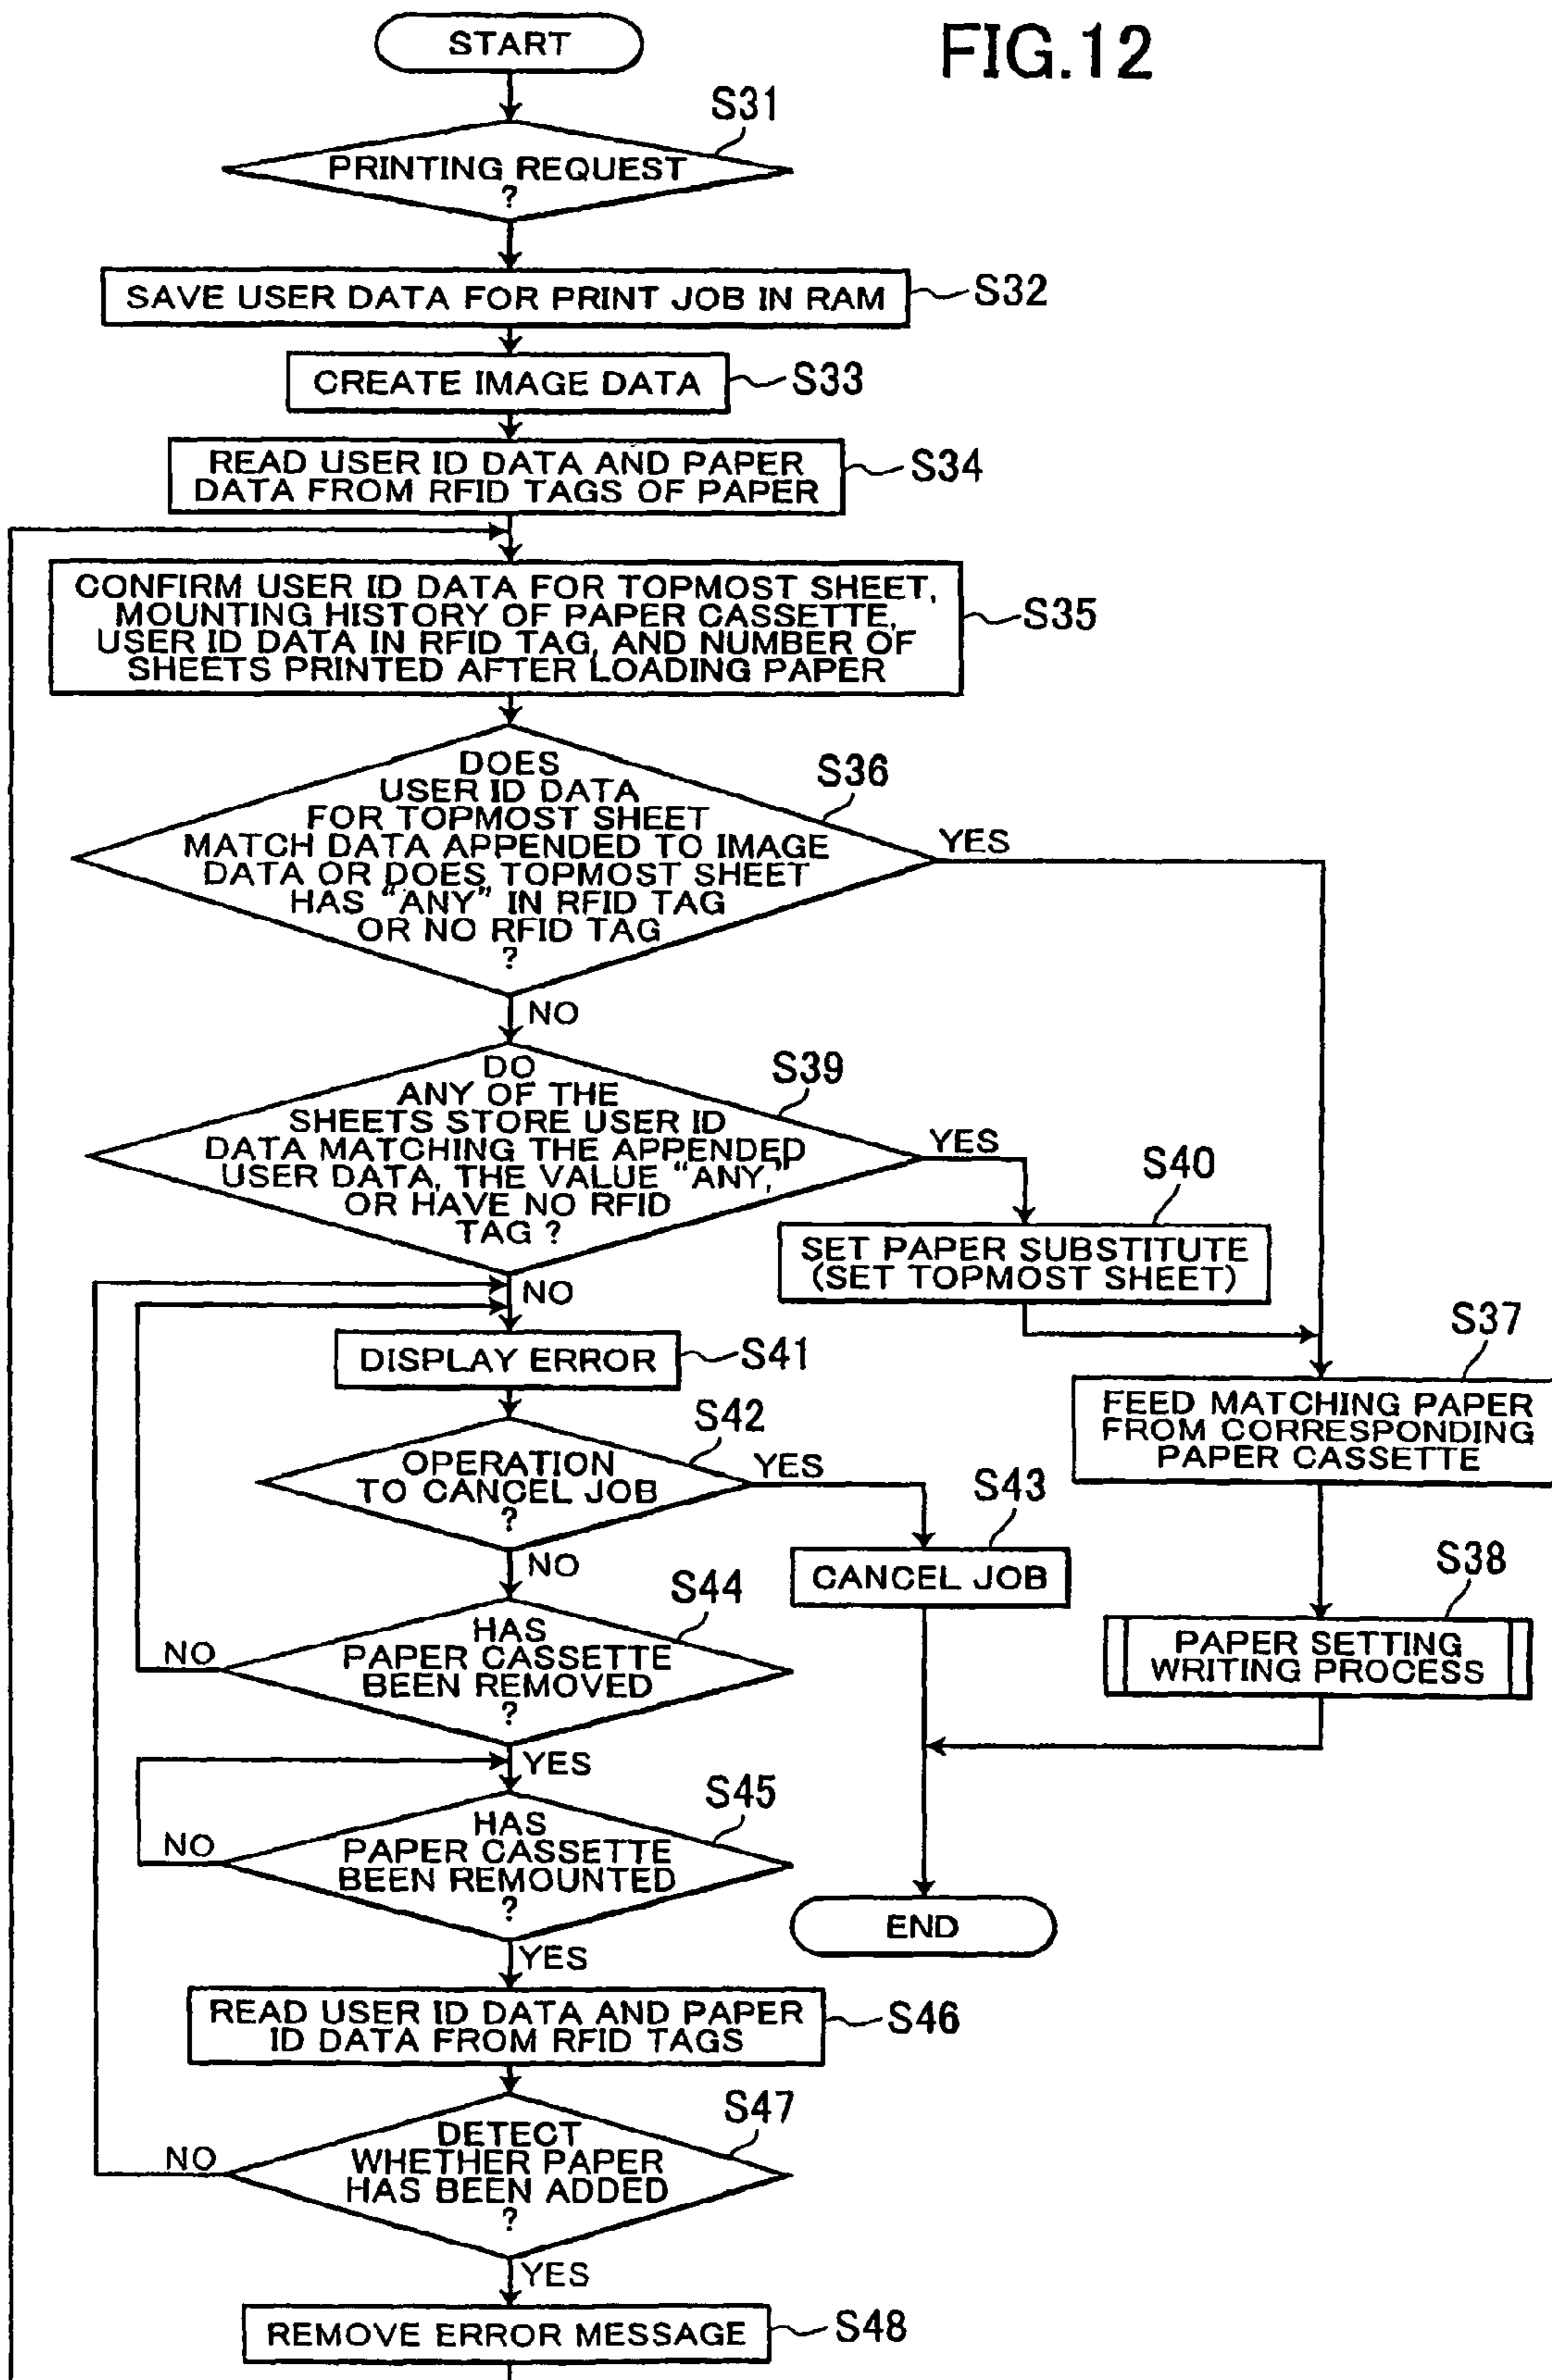 FIG.12
START
S31
PRINTING REQUEST
?
SAVE USER DATA FOR PRINT JOB IN RAM
S32
CREATE IMAGE DATA
S33
READ USER ID DATA AND PAPER
DATA FROM RFID TAGS OF PAPER
S34
CONFIRM USER ID DATA FOR TOPMOST SHEET,
MOUNTING HISTORY OF PAPER CASSETTE,
USER ID DATA IN RFID TAG, AND NUMBER OF
SHEETS PRINTED AFTER LOADING PAPER
S35
DOES
USER ID DATA
FOR TOPMOST SHEET
MATCH DATA APPENDED TO IMAGE
DATA OR DOES TOPMOST SHEET
HAS "ANY" IN RFID TAG
OR NO RFID TAG
?
S36
YES
NO
DO
ANY OF THE
SHEETS STORE USER ID
DATA MATCHING THE APPENDED
USER DATA, THE VALUE "ANY,"
OR HAVE NO RFID
TAG ?
S39
YES
S40
SET PAPER SUBSTITUTE
(SET TOPMOST SHEET)
NO
DISPLAY ERROR
S41
S37
FEED MATCHING PAPER
FROM CORRESPONDING
PAPER CASSETTE
S42
OPERATION
TO CANCEL JOB
?
YES
S43
CANCEL JOB
NO
S38
PAPER SETTING
WRITING PROCESS
S44
HAS
PAPER CASSETTE
BEEN REMOVED
?
NO
YES
S45
HAS
PAPER CASSETTE
BEEN REMOUNTED
?
NO
YES
END
READ USER ID DATA AND PAPER
ID DATA FROM RFID TAGS
S46
S47
DETECT
WHETHER PAPER
HAS BEEN ADDED
?
NO
YES
REMOVE ERROR MESSAGE
S48